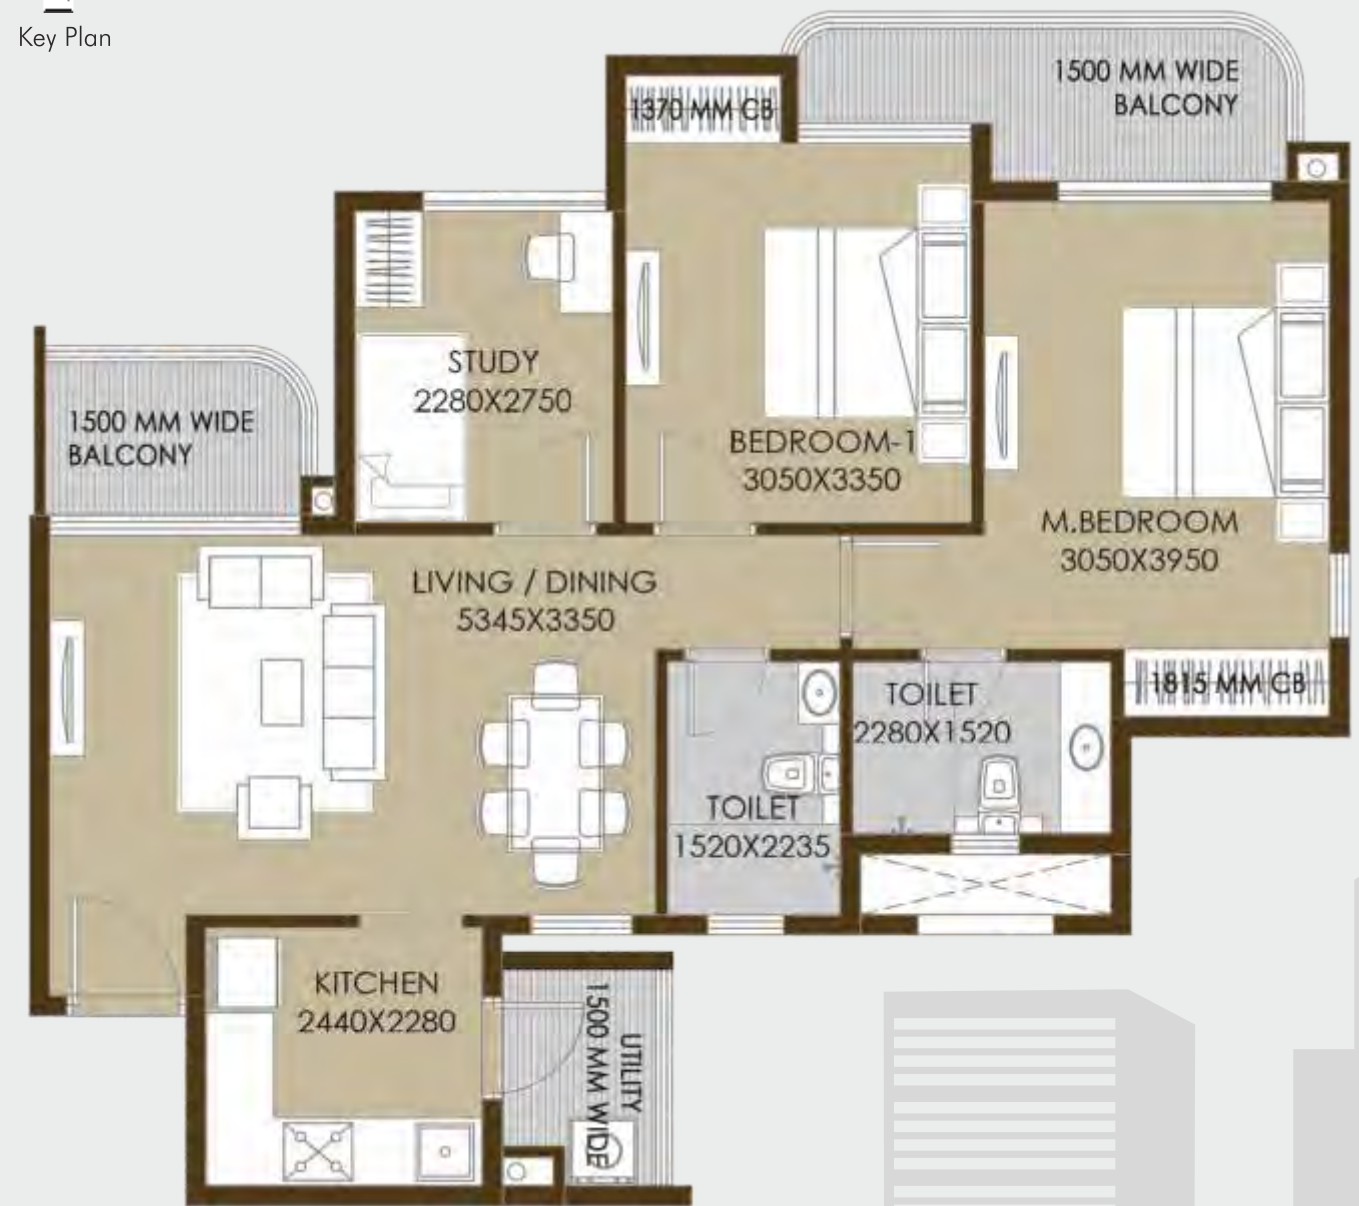 Key Plan
1500 MM WIDE
BALCONY
1370 MM CB
STUDY
2280X2750
1500 MM WIDE
BALCONY
BEDROOM-1
3050X3350
M.BEDROOM
3050X3950
LIVING / DINING
5345X3350
1815 MM CB
TOILET
2280X1520
TOILET
1520X2235
KITCHEN
2440X2280
UTILITY
1500 MM WIDE